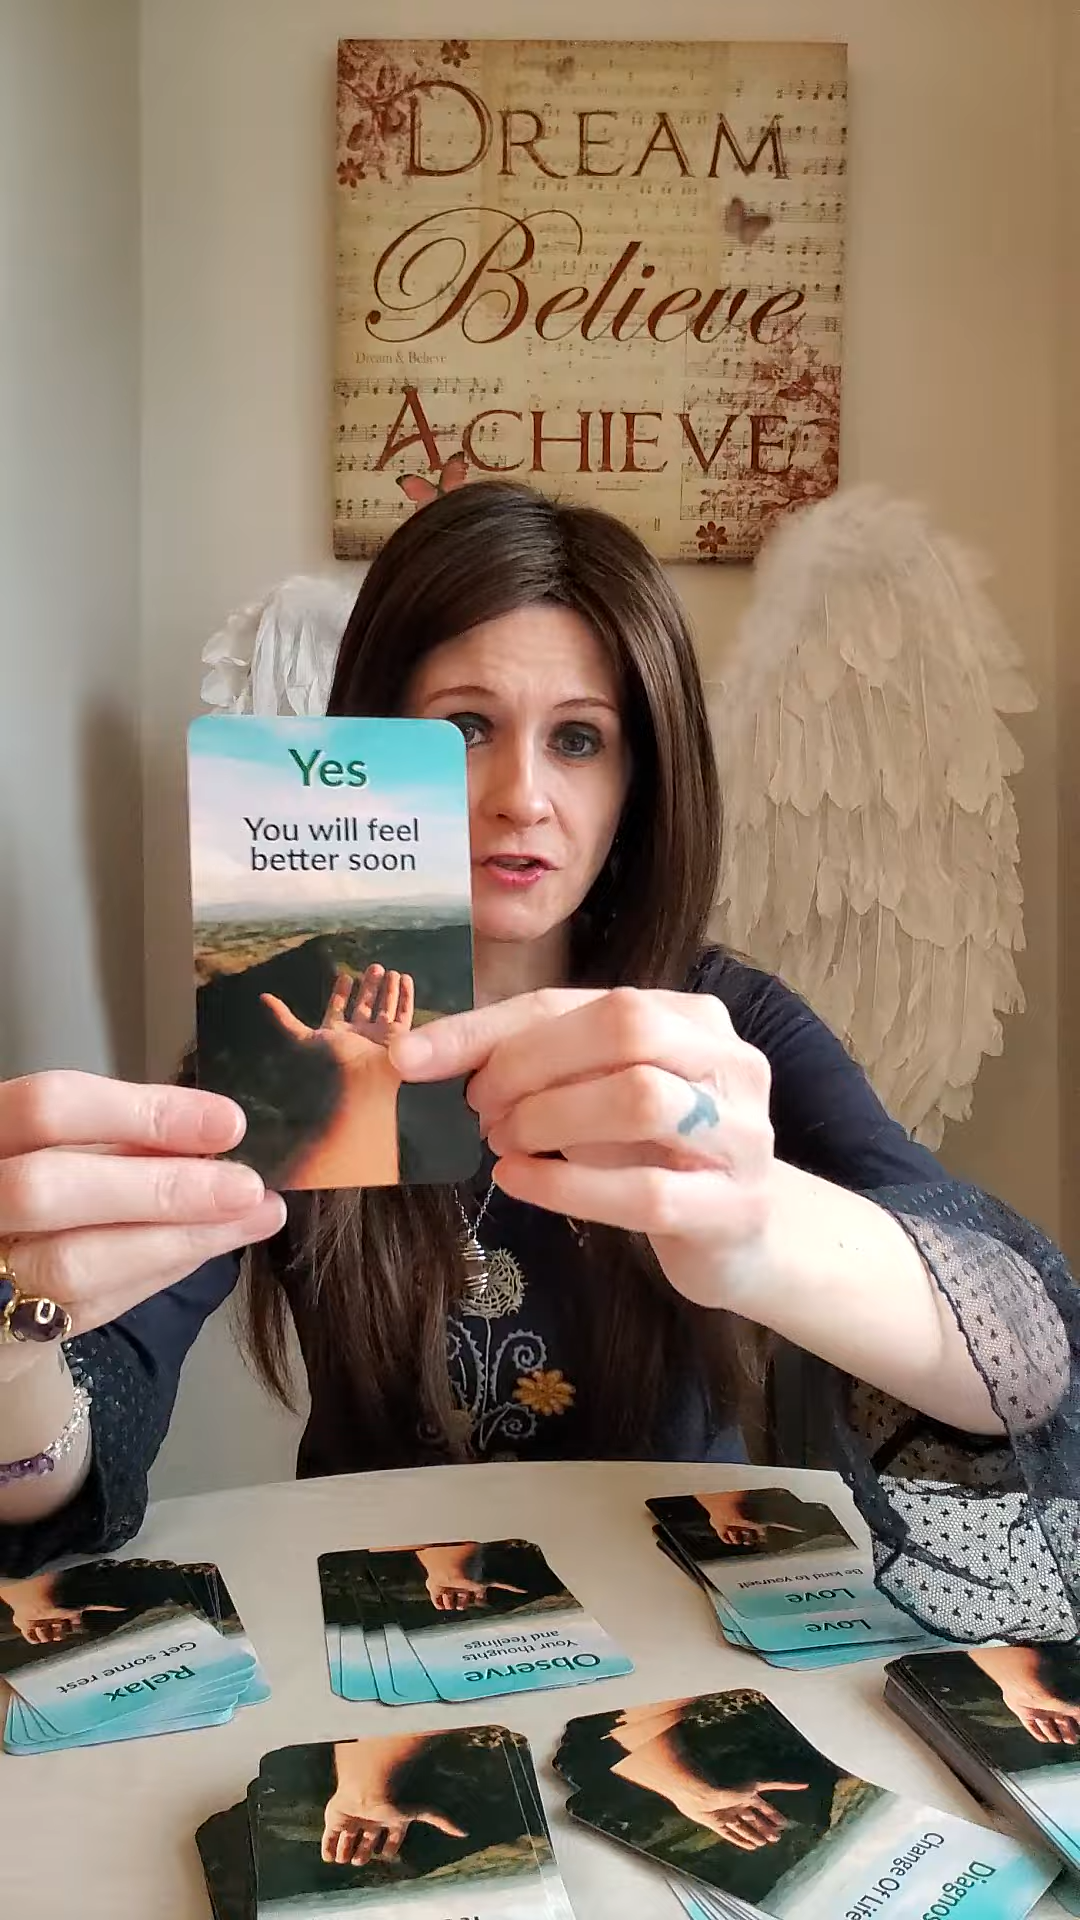 DREAM
Believe
Dream & Believe
ACHIEVE
Yes
You will feel
better soon
Relax
Get some rest
Observe
Your thoughts
and feelings
Love
Be kind to yourself
Love
Change Of Life